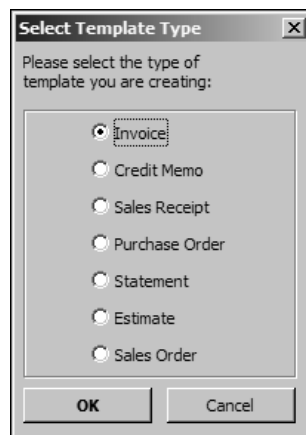 Select Template Type
Please select the type of
template you are creating:
Invoice
Credit Memo
Sales Receipt
Purchase Order
Statement
Estimate
Sales Order
OK Cancel